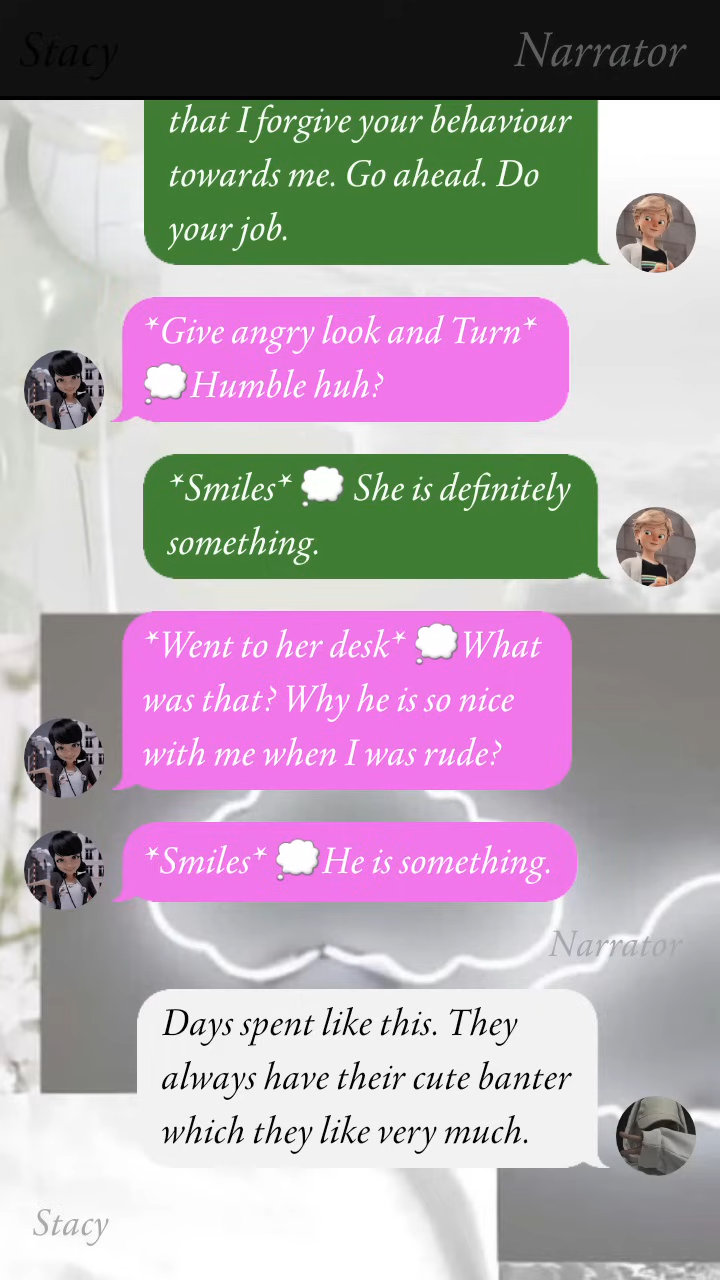 Stacy
Narrator
that I forgive your behaviour
towards me. Go ahead. Do
your job.
*Give angry look and Turn*
💭Humble huh?
*Smiles* 💭 She is definitely
something.
*Went to her desk* 💭What
was that? Why he is so nice
with me when I was rude?
*Smiles* 💭He is something.
Narrator
Days spent like this. They
always have their cute banter
which they like very much.
Stacy